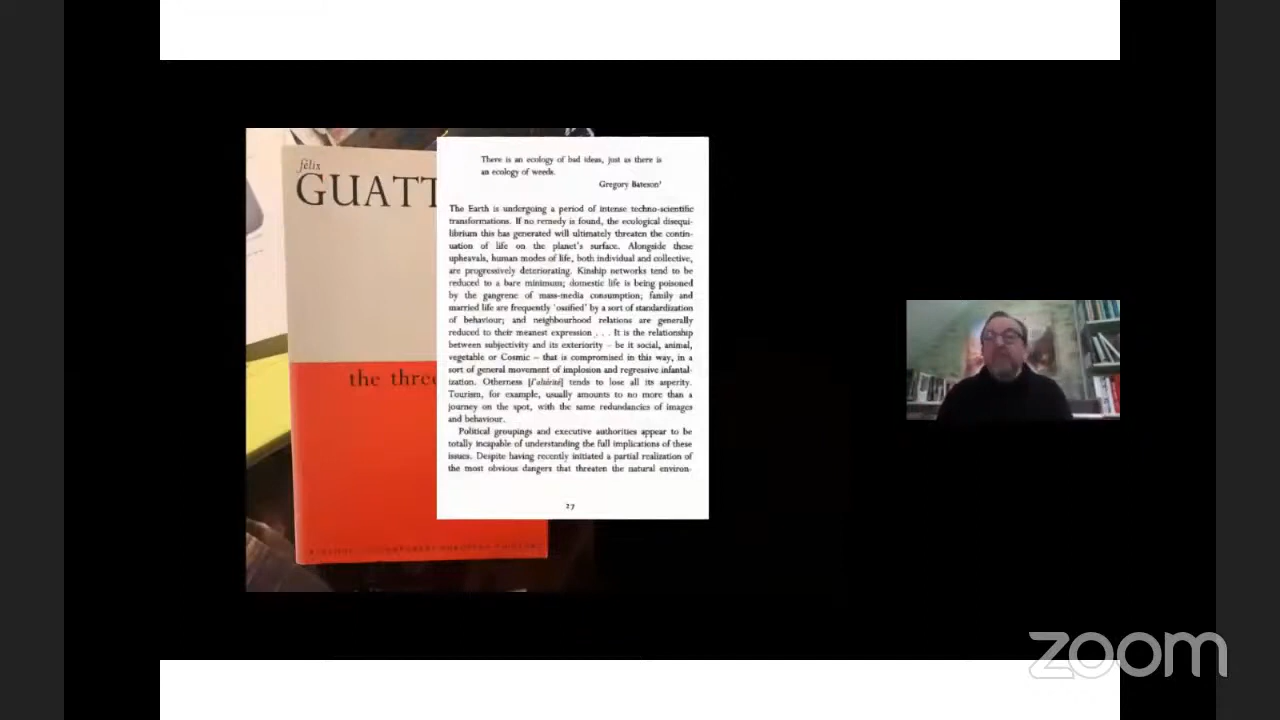 félix
GUATT
the three
There is an ecology of bad ideas, just as there is
an ecology of weeds.
Gregory Bateson¹
The Earth is undergoing a period of intense techno-scientific
transformations. If no remedy is found, the ecological disequi-
librium this has generated will ultimately threaten the contin-
uation of life on the planet's surface. Alongside these
upheavals, human modes of life, both individual and collective,
are progressively deteriorating. Kinship networks tend to be
reduced to a bare minimum; domestic life is being poisoned
by the gangrene of mass-media consumption; family and
married life are frequently 'ossified' by a sort of standardization
of behaviour; and neighbourhood relations are generally
reduced to their meanest expression . . . It is the relationship
between subjectivity and its exteriority – be it social, animal,
vegetable or Cosmic – that is compromised in this way, in a
sort of general movement of implosion and regressive infantal-
ization. Otherness [l'altérité] tends to lose all its asperity.
Tourism, for example, usually amounts to no more than a
journey on the spot, with the same redundancies of images
and behaviour.
Political groupings and executive authorities appear to be
totally incapable of understanding the full implications of these
issues. Despite having recently initiated a partial realization of
the most obvious dangers that threaten the natural environ-
27
zoom